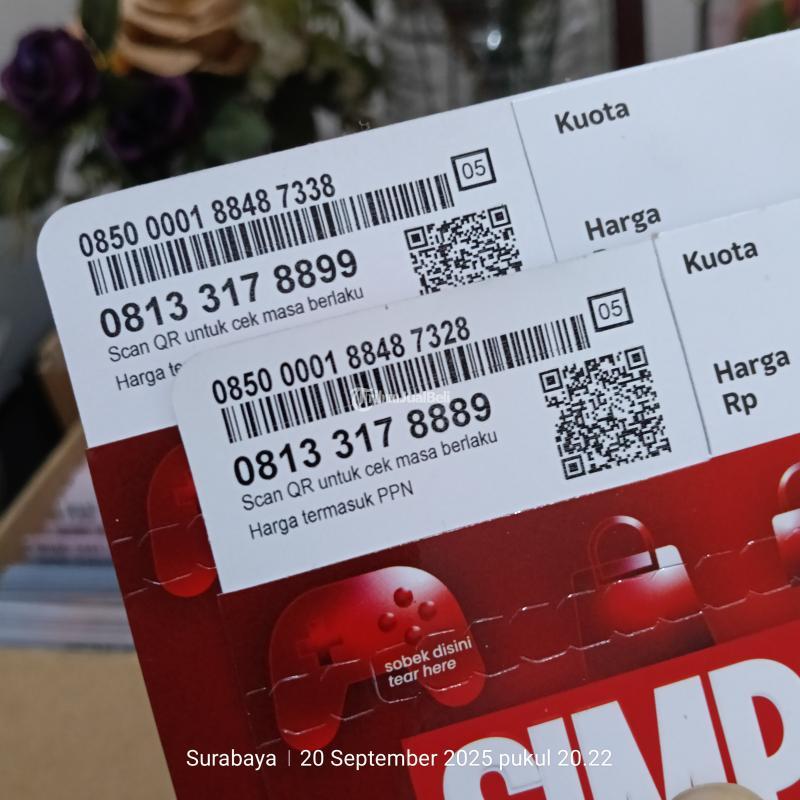 0850 0001 8848 7338
05
0813 317 8899
Scan QR untuk cek masa berlaku
Harga
Kuota
Harga
0850 0001 8848 7328
05
0813 317 8889
Scan QR untuk cek masa berlaku
Harga termasuk PPN
Kuota
Harga
Rp
sobek disini
tear here
SIMP
Surabaya | 20 September 2025 pukul 20.22